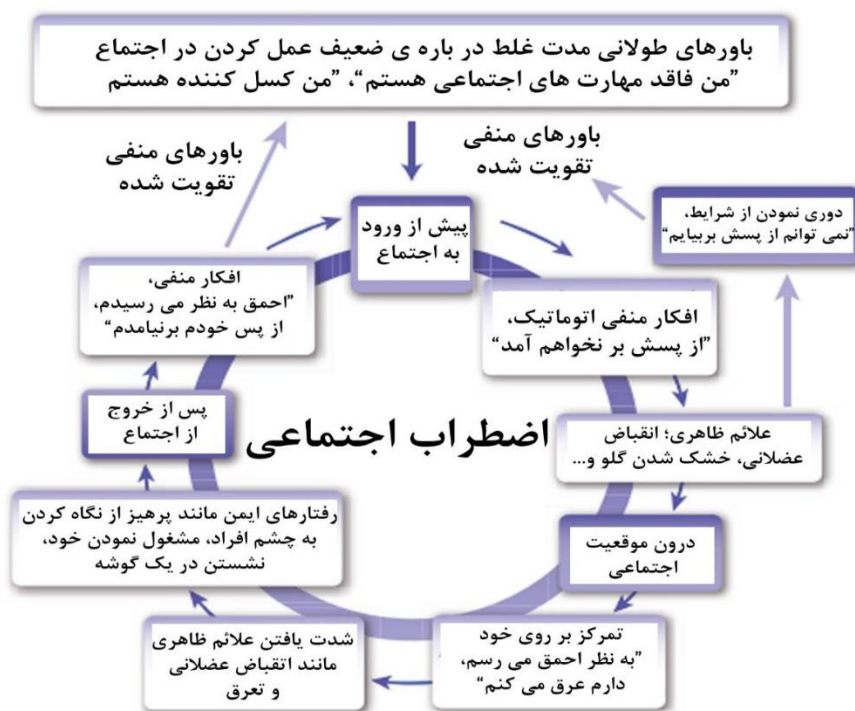 باورهای طولانی مدت غلط در باره ی ضعیف عمل کردن در اجتماع
”من فاقد مهارت های اجتماعی هستم“، ”من کسل کننده هستم
باورهای منفی
تقویت شده
باورهای منفی
تقویت شده
پیش از ورود
به اجتماع
دوری نمودن از شرایط،
”نمی توانم از پسش بربیایم“
افکار منفی اتوماتیک،
”از پسش بر نخواهم آمد“
علائم ظاهری؛ انقباض
عضلانی، خشک شدن گلو و...
درون موقعیت
اجتماعی
تمرکز بر روی خود
”به نظر احمق می رسم،
دارم عرق می کنم“
شدت یافتن علائم ظاهری
مانند اتقباض عضلانی
و تعرق
رفتارهای ایمن مانند پرهیز از نگاه کردن
به چشم افراد، مشغول نمودن خود،
نشستن در یک گوشه
پس از خروج
از اجتماع
افکار منفی،
”احمق به نظر می رسیدم،
از پس خودم برنیامدم“
اضطراب اجتماعی